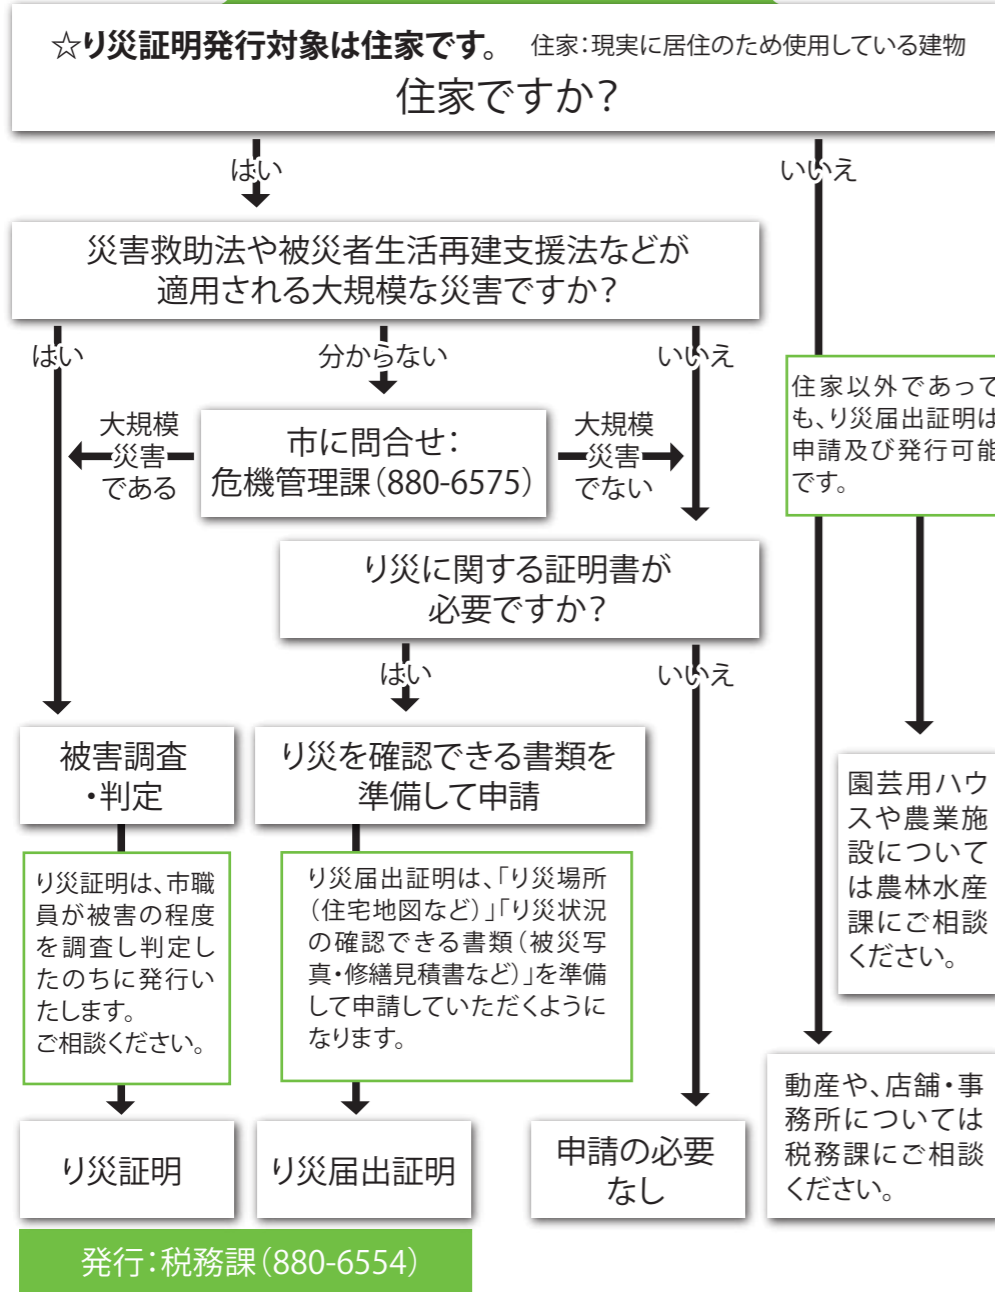 ☆り災証明発行対象は住家です。 住家：現実に居住のため使用している建物
住家ですか？
はい
いいえ
災害救助法や被災者生活再建支援法などが
適用される大規模な災害ですか？
はい
分からない
いいえ
大規模
災害
である
市に問合せ：
危機管理課（880-6575）
大規模
災害
でない
住家以外であって
も、り災届出証明は
申請及び発行可能
です。
り災に関する証明書が
必要ですか？
はい
いいえ
被害調査
・判定
り災を確認できる書類を
準備して申請
園芸用ハウ
スや農業施
設について
は農林水産
課にご相談
ください。
り災証明は、市職
員が被害の程度
を調査し判定し
たのちに発行い
たします。
ご相談ください。
り災届出証明は、「り災場所
（住宅地図など）」「り災状況
の確認できる書類（被災写
真・修繕見積書など）」を準備
して申請していただくように
なります。
動産や、店舗・事
務所については
税務課にご相談
ください。
り災証明
り災届出証明
申請の必要
なし
発行：税務課（880-6554）